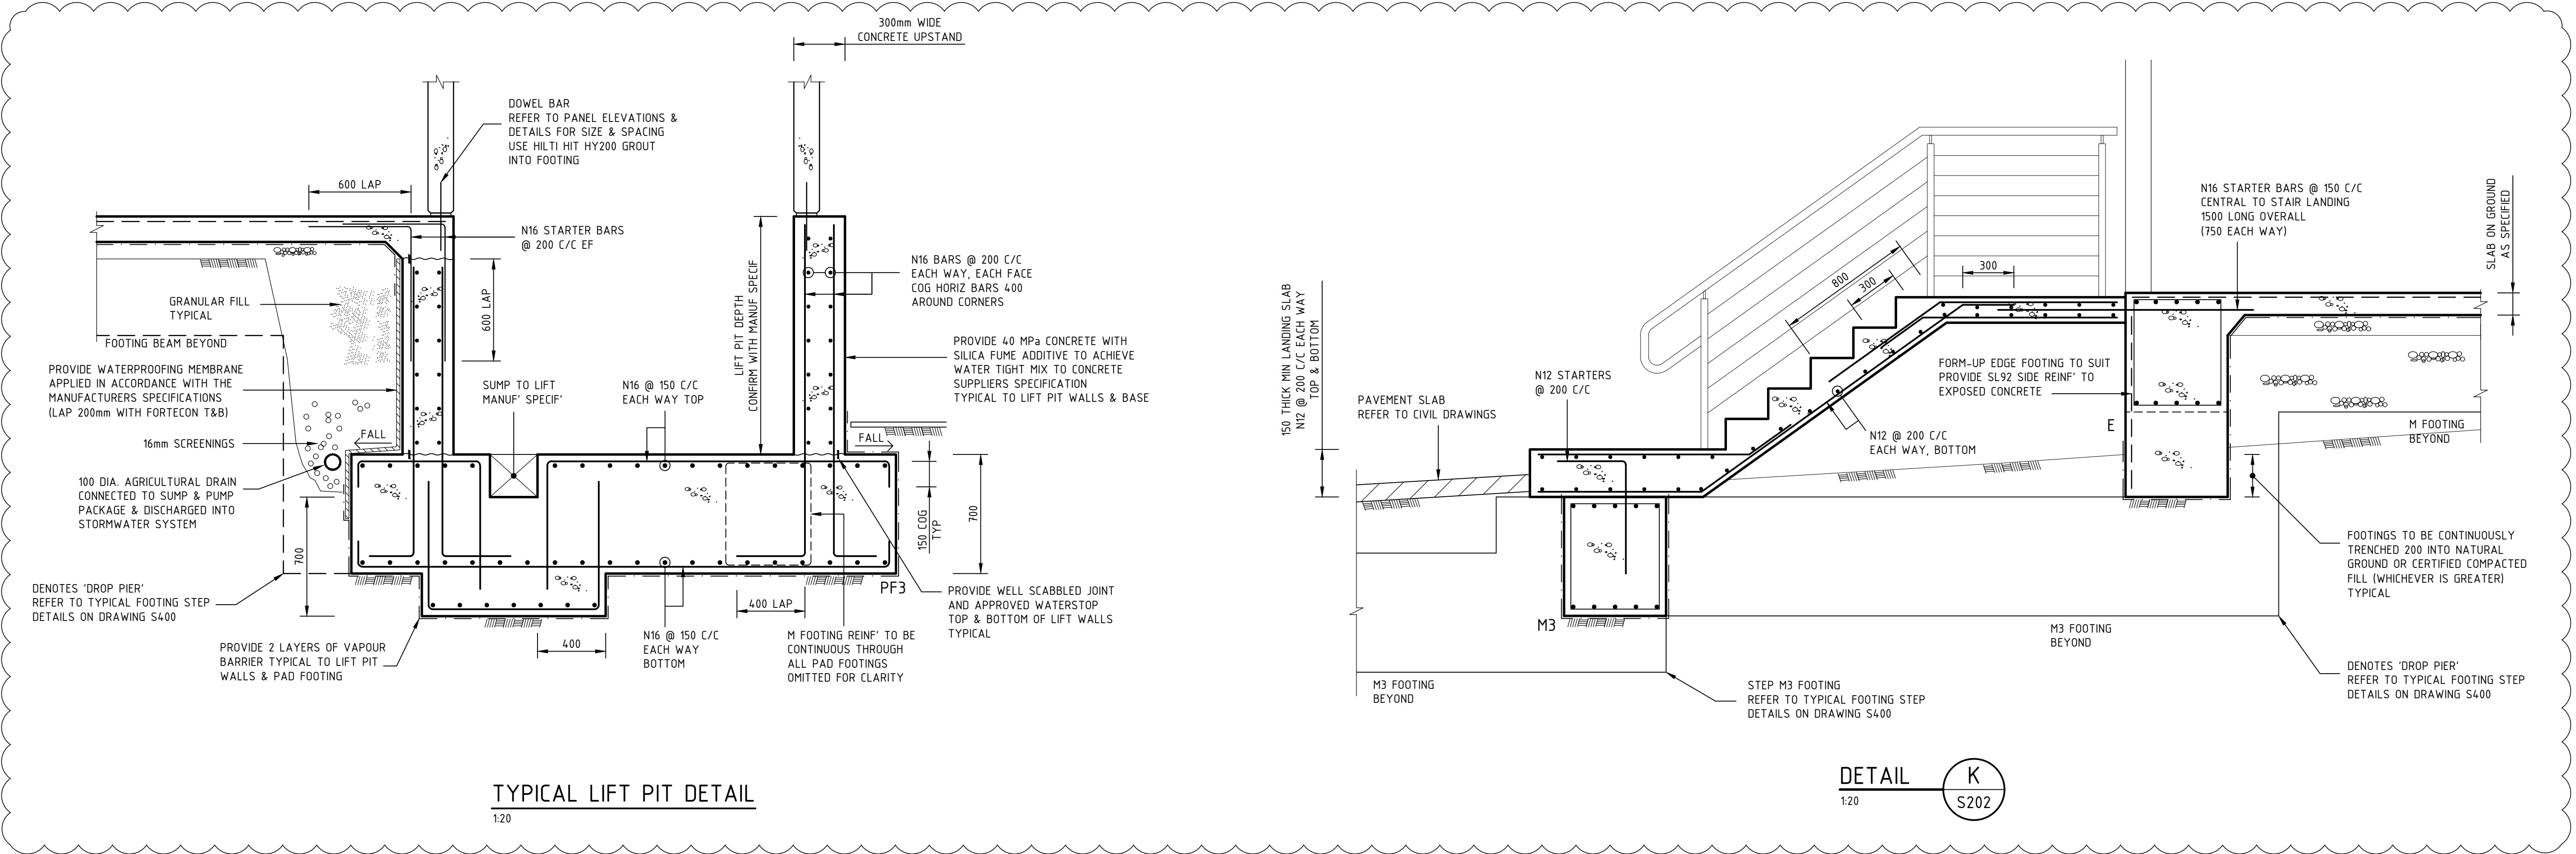 300mm WIDE
CONCRETE UPSTAND
DOWEL BAR
REFER TO PANEL ELEVATIONS &
DETAILS FOR SIZE & SPACING
USE HILTI HIT HY200 GROUT
INTO FOOTING
600 LAP
N16 STARTER BARS
@ 200 C/C EF
600 LAP
GRANULAR FILL
TYPICAL
FOOTING BEAM BEYOND
PROVIDE WATERPROOFING MEMBRANE
APPLIED IN ACCORDANCE WITH THE
MANUFACTURERS SPECIFICATIONS
(LAP 200mm WITH FORTECON T&B)
16mm SCREENINGS
FALL
100 DIA. AGRICULTURAL DRAIN
CONNECTED TO SUMP & PUMP
PACKAGE & DISCHARGED INTO
STORMWATER SYSTEM
700
DENOTES 'DROP PIER'
REFER TO TYPICAL FOOTING STEP
DETAILS ON DRAWING S400
PROVIDE 2 LAYERS OF VAPOUR
BARRIER TYPICAL TO LIFT PIT
WALLS & PAD FOOTING
SUMP TO LIFT
MANUF' SPECIF'
N16 @ 150 C/C
EACH WAY TOP
LIFT PIT DEPTH
CONFIRM WITH MANUF SPECIF
N16 BARS @ 200 C/C
EACH WAY, EACH FACE
COG HORIZ BARS 400
AROUND CORNERS
PROVIDE 40 MPa CONCRETE WITH
SILICA FUME ADDITIVE TO ACHIEVE
WATER TIGHT MIX TO CONCRETE
SUPPLIERS SPECIFICATION
TYPICAL TO LIFT PIT WALLS & BASE
FALL
150 COG
TYP
700
PF3
400
N16 @ 150 C/C
EACH WAY
BOTTOM
400 LAP
M FOOTING REINF' TO BE
CONTINUOUS THROUGH
ALL PAD FOOTINGS
OMITTED FOR CLARITY
PROVIDE WELL SCABBLED JOINT
AND APPROVED WATERSTOP
TOP & BOTTOM OF LIFT WALLS
TYPICAL
TYPICAL LIFT PIT DETAIL
1:20
150 THICK MIN LANDING SLAB
N12 @ 200 C/C EACH WAY
TOP & BOTTOM
PAVEMENT SLAB
REFER TO CIVIL DRAWINGS
N12 STARTERS
@ 200 C/C
800
300
300
N16 STARTER BARS @ 150 C/C
CENTRAL TO STAIR LANDING
1500 LONG OVERALL
(750 EACH WAY)
SLAB ON GROUND
AS SPECIFIED
FORM-UP EDGE FOOTING TO SUIT
PROVIDE SL92 SIDE REINF' TO
EXPOSED CONCRETE
E
N12 @ 200 C/C
EACH WAY, BOTTOM
M FOOTING
BEYOND
FOOTINGS TO BE CONTINUOUSLY
TRENCHED 200 INTO NATURAL
GROUND OR CERTIFIED COMPACTED
FILL (WHICHEVER IS GREATER)
TYPICAL
M3
M3 FOOTING
BEYOND
M3 FOOTING
BEYOND
STEP M3 FOOTING
REFER TO TYPICAL FOOTING STEP
DETAILS ON DRAWING S400
DENOTES 'DROP PIER'
REFER TO TYPICAL FOOTING STEP
DETAILS ON DRAWING S400
DETAIL
K
1:20
S202